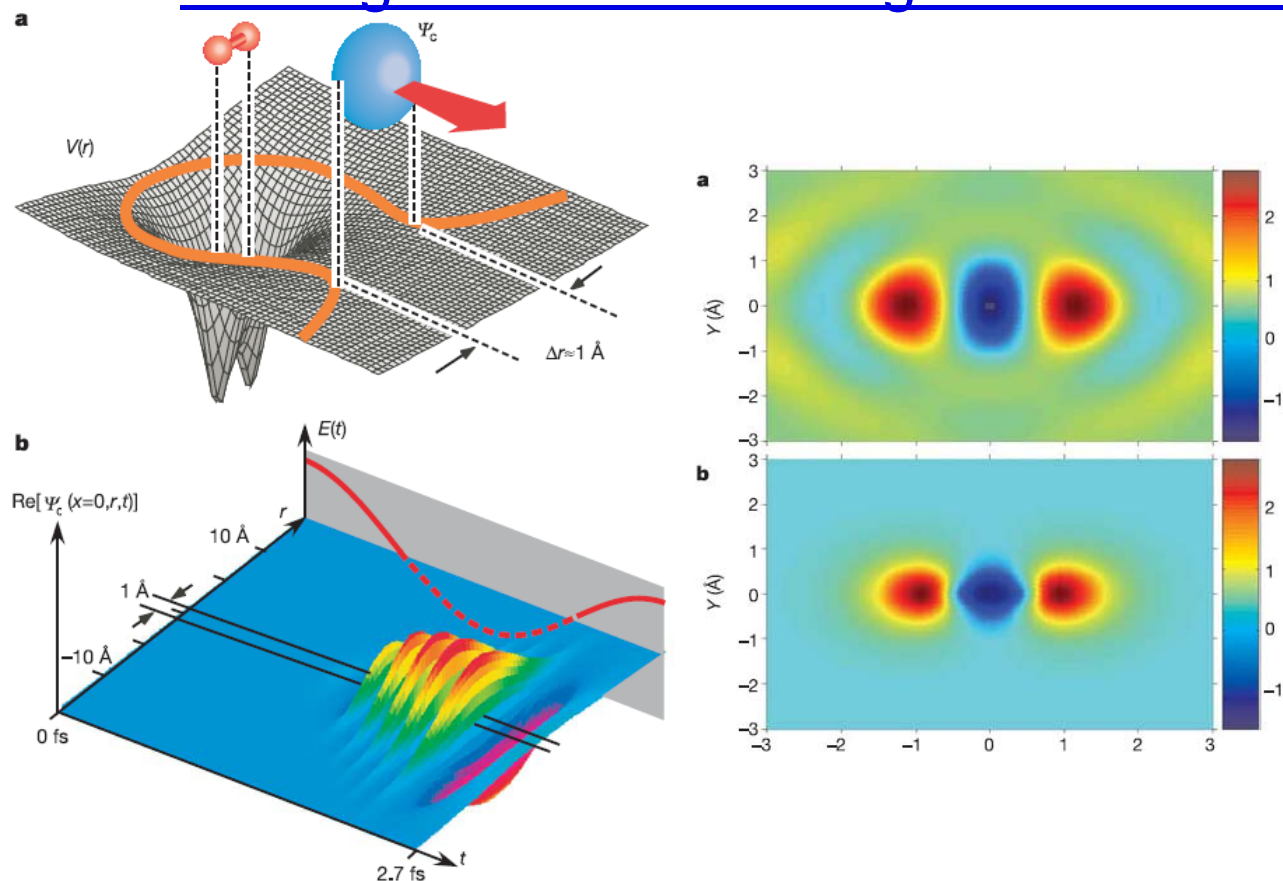 a
Ψc
V(r)
Δr≈1 Å
b
E(t)
Re[Ψc (x=0,r,t)]
r
10 Å
1 Å
−10 Å
0 fs
t
2.7 fs
a
3
2
1
0
−1
−2
−3
Y (Å)
2
1
0
−1
b
3
2
1
0
−1
−2
−3
Y (Å)
−3 −2 −1 0 1 2 3
2
1
0
−1